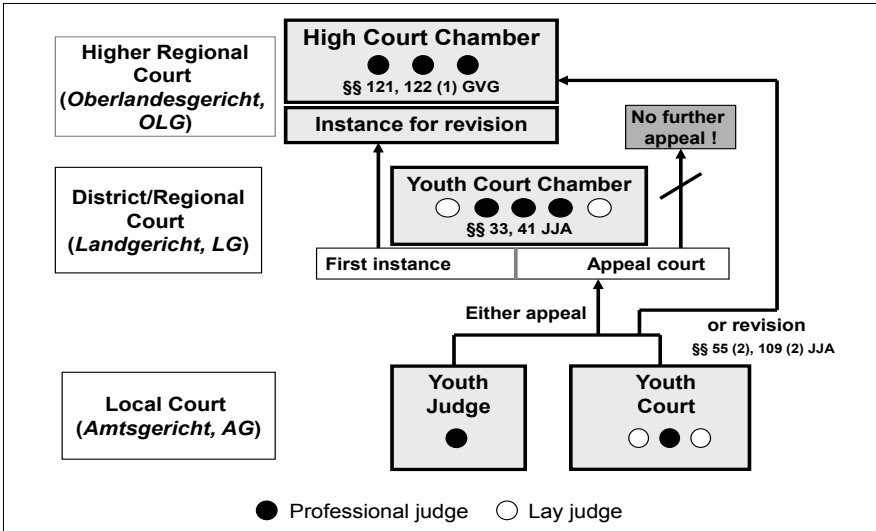 Higher Regional
Court
(Oberlandesgericht,
OLG)
High Court Chamber
§§ 121, 122 (1) GVG
Instance for revision
No further
appeal !
District/Regional
Court
(Landgericht, LG)
Youth Court Chamber
§§ 33, 41 JJA
First instance
Appeal court
Either appeal
or revision
§§ 55 (2), 109 (2) JJA
Local Court
(Amtsgericht, AG)
Youth
Judge
Youth
Court
Professional judge
Lay judge